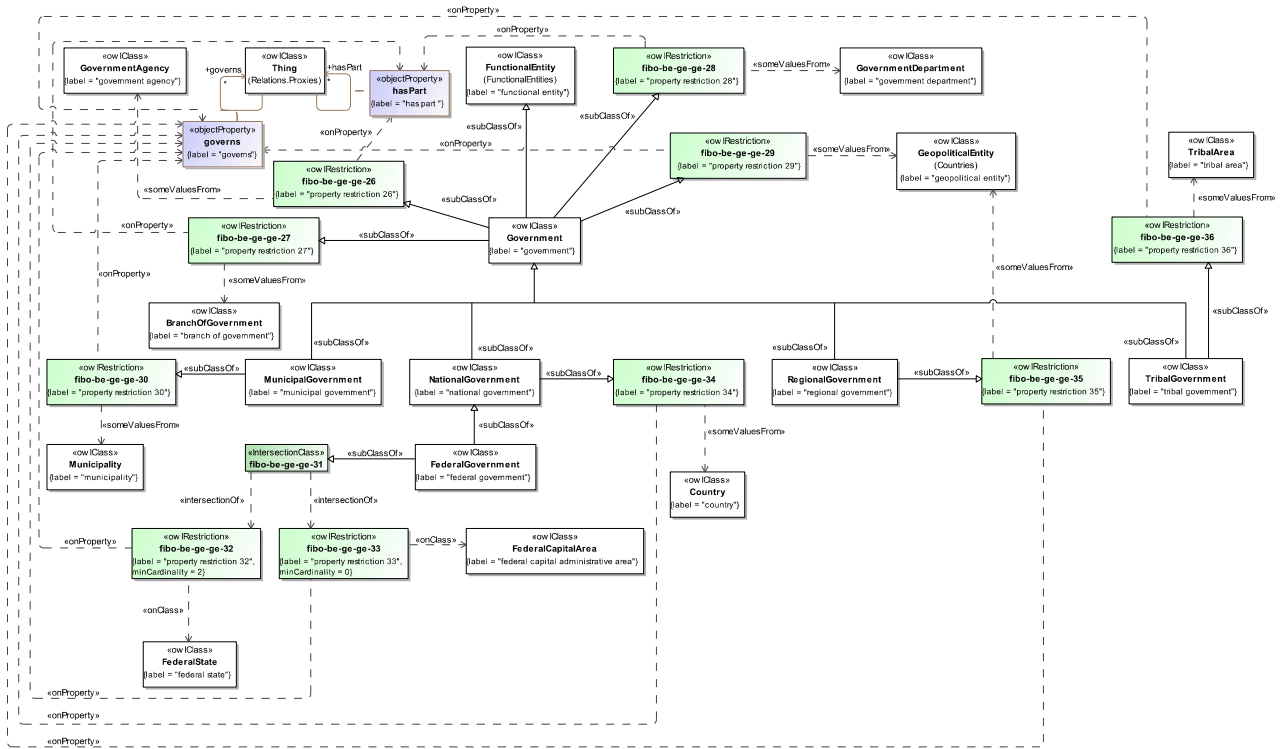 «onProperty»
«onProperty»
«owlClass»
GovernmentAgency
{label = "government agency"}
+governs
*
«owlClass»
Thing
(Relations.Proxies)
+hasPart
*
«objectProperty»
hasPart
{label = "has part"}
«owlClass»
FunctionalEntity
(FunctionalEntities)
{label = "functional entity"}
«owlRestriction»
fibo-be-ge-ge-28
{label = "property restriction 28"}
«someValuesFrom»
«owlClass»
GovernmentDepartment
{label = "government department"}
«objectProperty»
governs
{label = "governs"}
«onProperty»
«subClassOf»
«subClassOf»
«onProperty»
«owlRestriction»
fibo-be-ge-ge-29
{label = "property restriction 29"}
«someValuesFrom»
«owlClass»
GeopoliticalEntity
(Countries)
{label = "geopolitical entity"}
«owlClass»
TribalArea
{label = "tribal area"}
«owlRestriction»
fibo-be-ge-ge-26
{label = "property restriction 26"}
«someValuesFrom»
«subClassOf»
«subClassOf»
«someValuesFrom»
«onProperty»
«owlRestriction»
fibo-be-ge-ge-27
{label = "property restriction 27"}
«subClassOf»
«owlClass»
Government
{label = "government"}
«owlRestriction»
fibo-be-ge-ge-36
{label = "property restriction 36"}
«onProperty»
«someValuesFrom»
«someValuesFrom»
«owlClass»
BranchOfGovernment
{label = "branch of government"}
«subClassOf»
«subClassOf»
«subClassOf»
«subClassOf»
«subClassOf»
«owlRestriction»
fibo-be-ge-ge-30
{label = "property restriction 30"}
«subClassOf»
«owlClass»
MunicipalGovernment
{label = "municipal government"}
«owlClass»
NationalGovernment
{label = "national government"}
«subClassOf»
«owlRestriction»
fibo-be-ge-ge-34
{label = "property restriction 34"}
«owlClass»
RegionalGovernment
{label = "regional government"}
«subClassOf»
«owlRestriction»
fibo-be-ge-ge-35
{label = "property restriction 35"}
«owlClass»
TribalGovernment
{label = "tribal government"}
«someValuesFrom»
«subClassOf»
«someValuesFrom»
«owlClass»
Municipality
{label = "municipality"}
«IntersectionClass»
fibo-be-ge-ge-31
«subClassOf»
«owlClass»
FederalGovernment
{label = "federal government"}
«owlClass»
Country
{label = "country"}
«intersectionOf»
«intersectionOf»
«onProperty»
«owlRestriction»
fibo-be-ge-ge-32
{label = "property restriction 32",
minCardinality = 2}
«owlRestriction»
fibo-be-ge-ge-33
{label = "property restriction 33",
minCardinality = 0}
«onClass»
«owlClass»
FederalCapitalArea
{label = "federal capital administrative area"}
«onClass»
«owlClass»
FederalState
{label = "federal state"}
«onProperty»
«onProperty»
«onProperty»